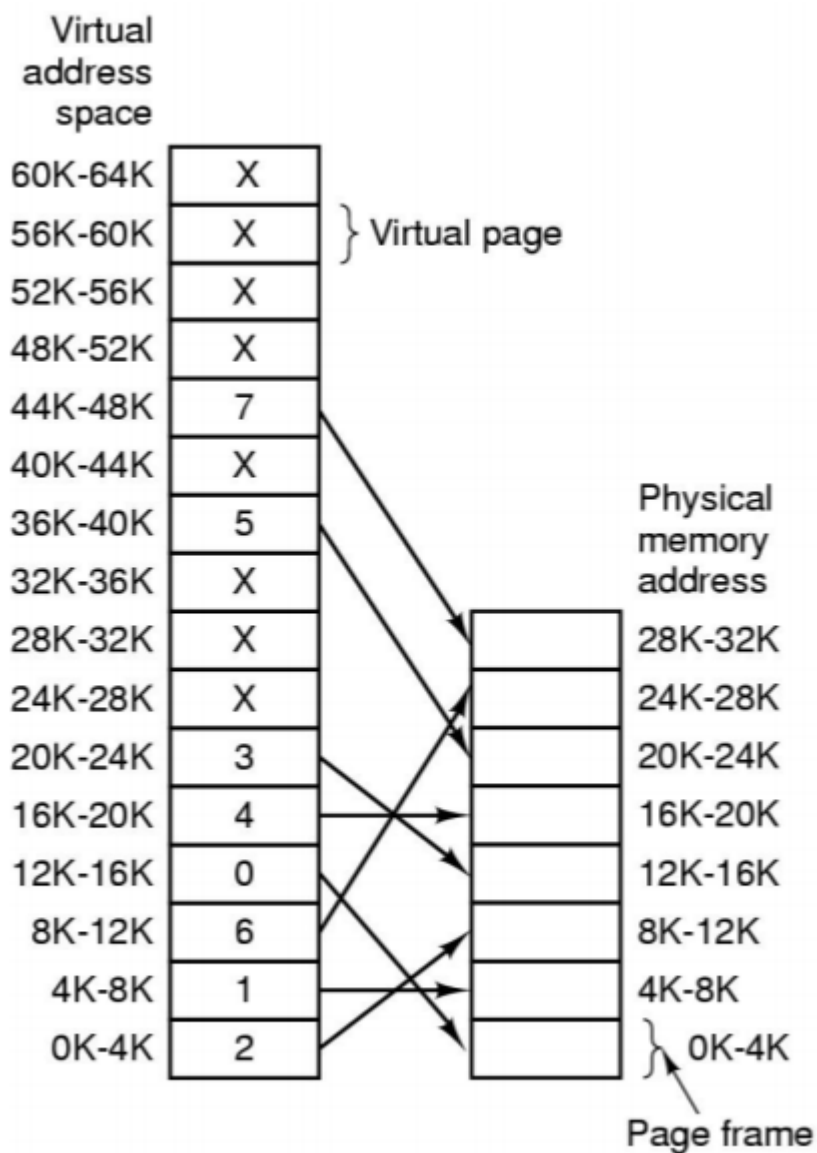 Virtual
address
space
60K-64K X
56K-60K X Virtual page
52K-56K X
48K-52K X
44K-48K 7
40K-44K X
36K-40K 5
32K-36K X
28K-32K X
24K-28K X
20K-24K 3
16K-20K 4
12K-16K 0
8K-12K 6
4K-8K 1
0K-4K 2
Physical
memory
address
28K-32K
24K-28K
20K-24K
16K-20K
12K-16K
8K-12K
4K-8K
0K-4K
Page frame